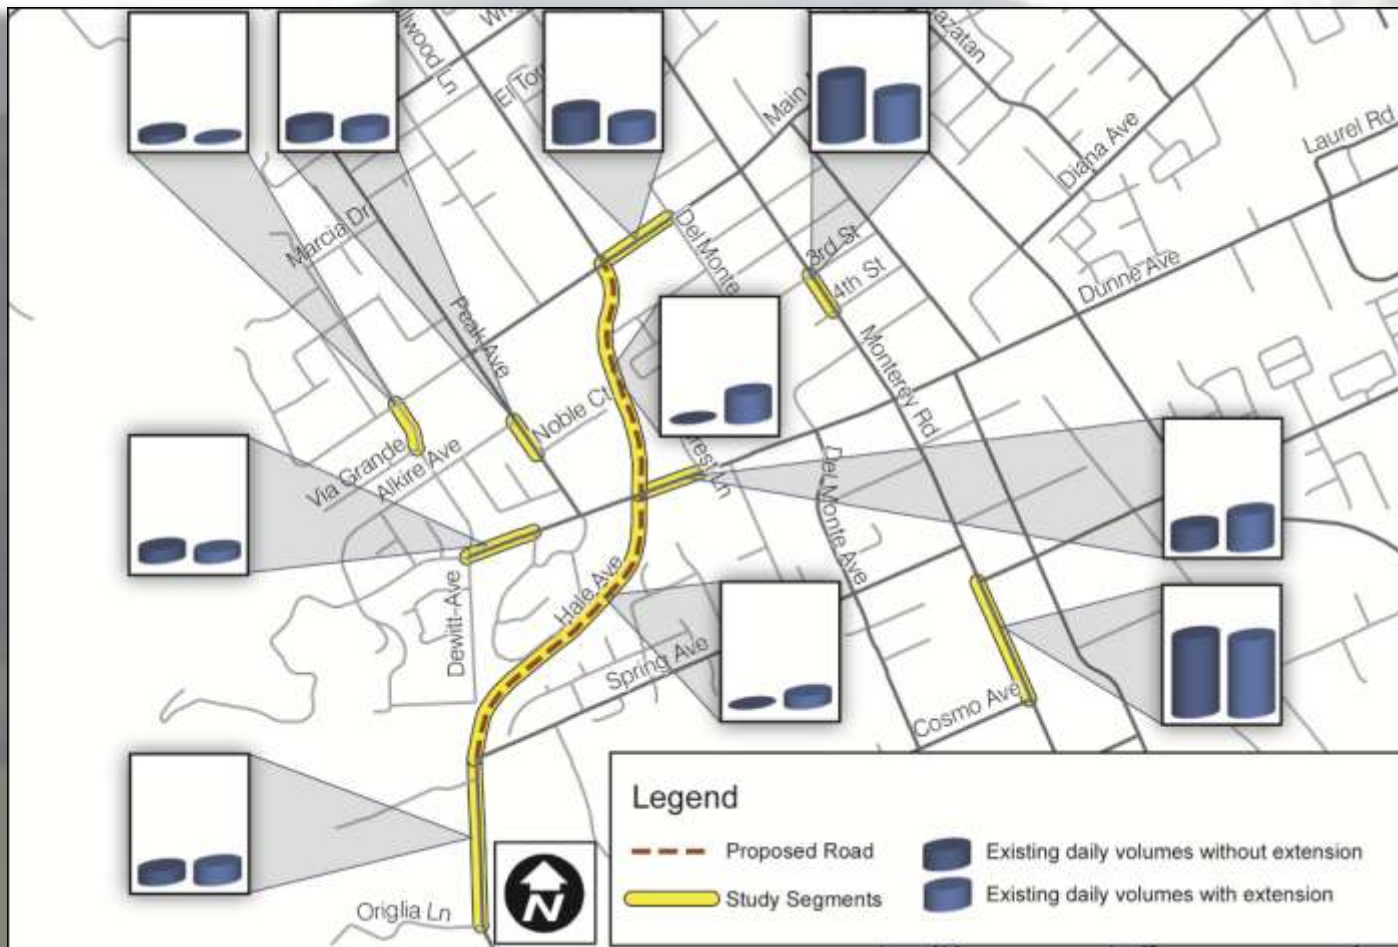 El Toro
Main
Diana Ave
Laurel Rd
Marcia Dr
Del Monte
3rd St
4th St
Dunne Ave
Peak Ave
Monterey Rd
Noble Ct
Via Grande
Alkire Ave
Del Monte Ave
Hale Ave
Dewitt-Ave
Spring Ave
Cosmo Ave
Origlia Ln
N
Legend
Proposed Road
Existing daily volumes without extension
Study Segments
Existing daily volumes with extension